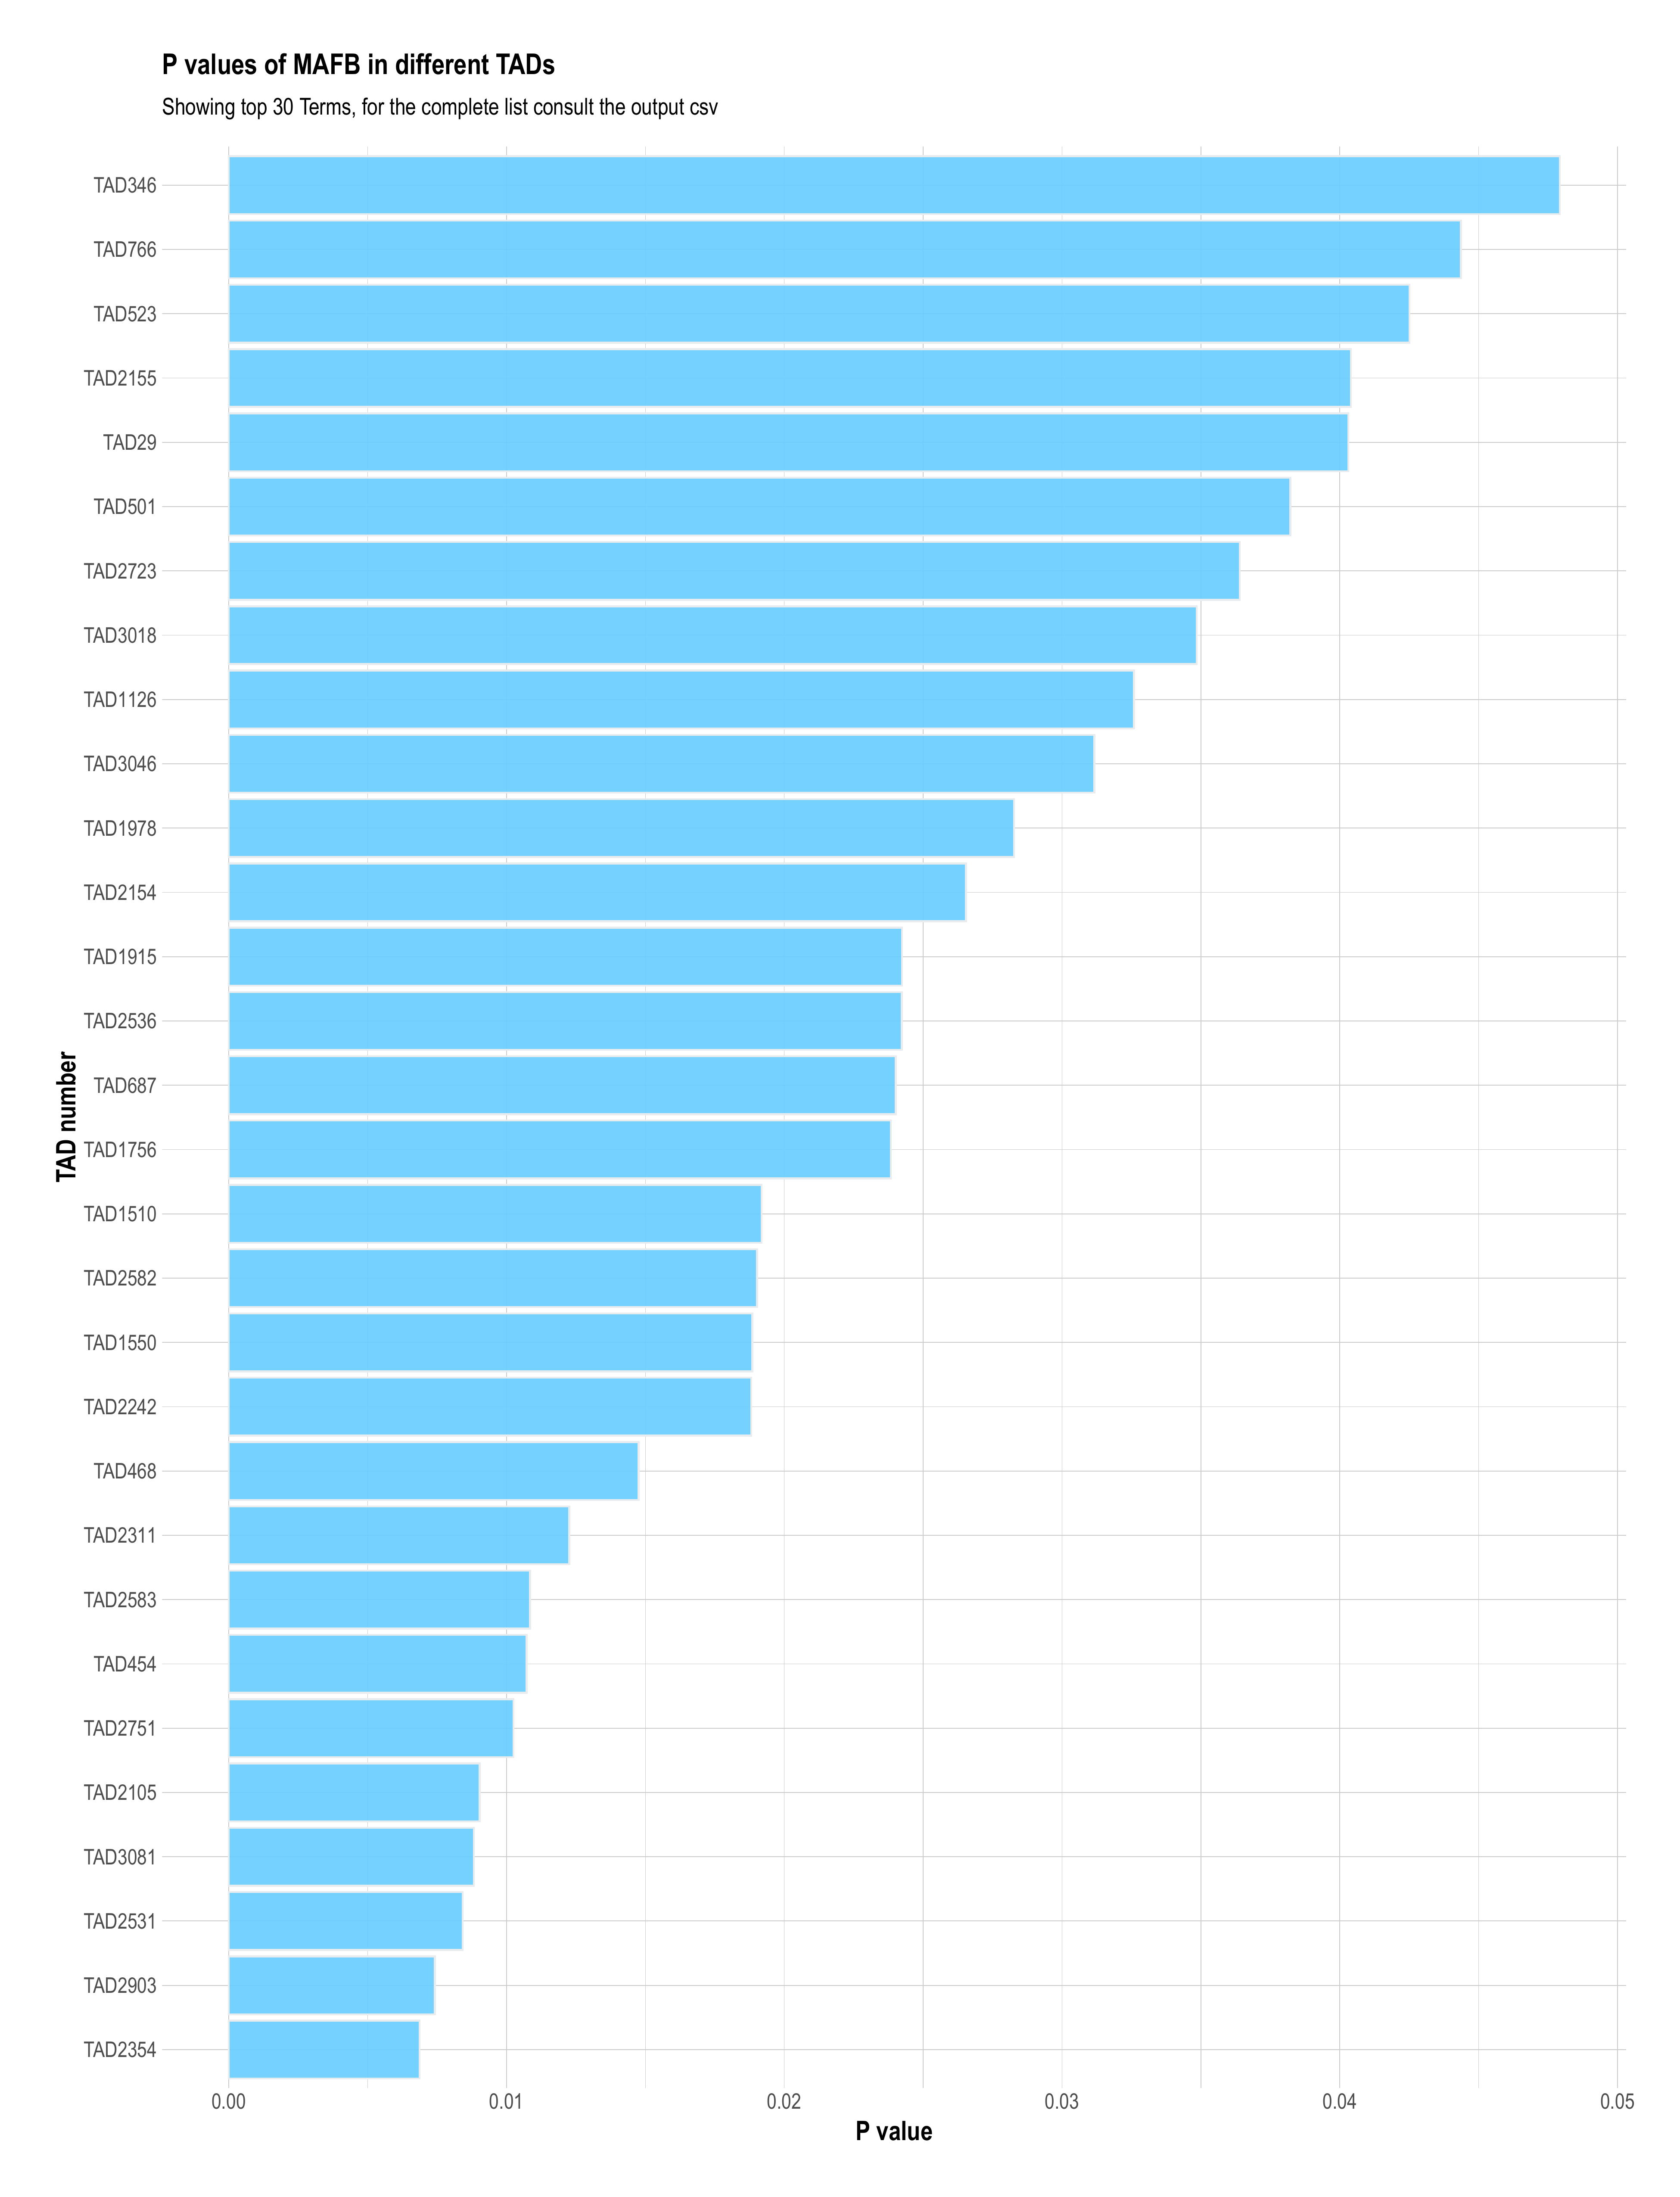 P values of MAFB in different TADs
Showing top 30 Terms, for the complete list consult the output csv
TAD346
TAD766
TAD523
TAD2155
TAD29
TAD501
TAD2723
TAD3018
TAD1126
TAD3046
TAD1978
TAD2154
TAD1915
TAD2536
TAD687
TAD1756
TAD1510
TAD2582
TAD1550
TAD2242
TAD468
TAD2311
TAD2583
TAD454
TAD2751
TAD2105
TAD3081
TAD2531
TAD2903
TAD2354
TAD number
0.00 0.01 0.02 0.03 0.04 0.05
P value